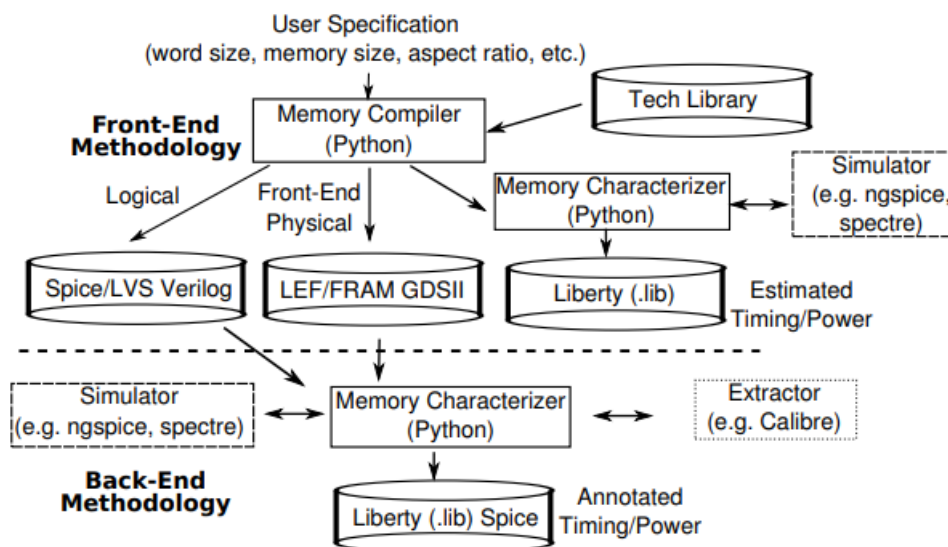 User Specification
(word size, memory size, aspect ratio, etc.)
Tech Library
Memory Compiler
(Python)
Front-End
Methodology
Logical
Front-End
Physical
Memory Characterizer
(Python)
Simulator
(e.g. ngspice,
spectre)
Spice/LVS Verilog
LEF/FRAM GDSII
Liberty (.lib)
Estimated
Timing/Power
Simulator
(e.g. ngspice, spectre)
Memory Characterizer
(Python)
Extractor
(e.g. Calibre)
Back-End
Methodology
Liberty (.lib) Spice
Annotated
Timing/Power